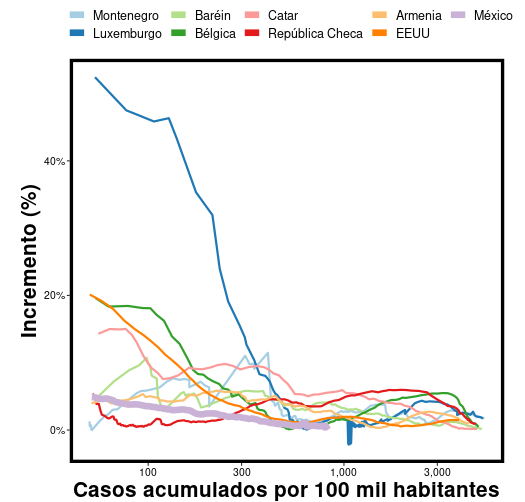 Montenegro Baréin Catar Armenia México
Luxemburgo Bélgica República Checa EEUU
Incremento (%)
40%
20%
0%
100 300 1,000 3,000
Casos acumulados por 100 mil habitantes